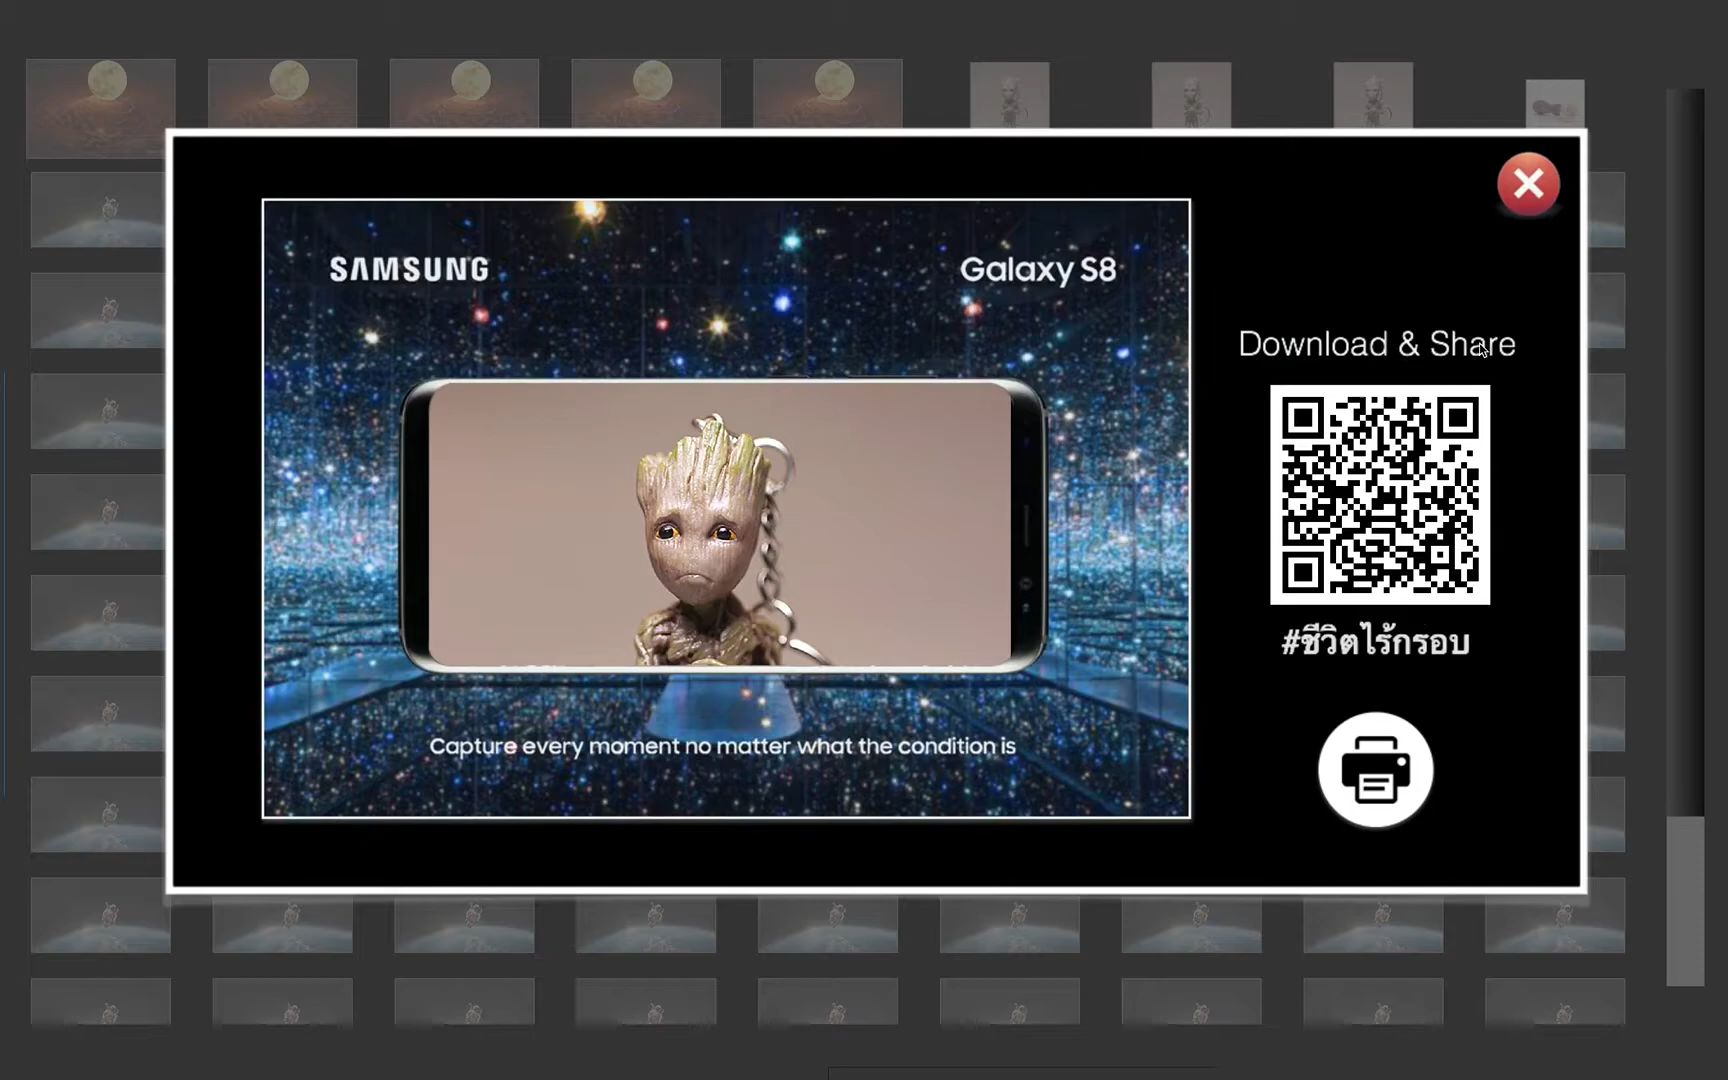 SAMSUNG
Galaxy S8
Capture every moment no matter what the condition is
Download & Share
#ชีวิตไร้กรอบ